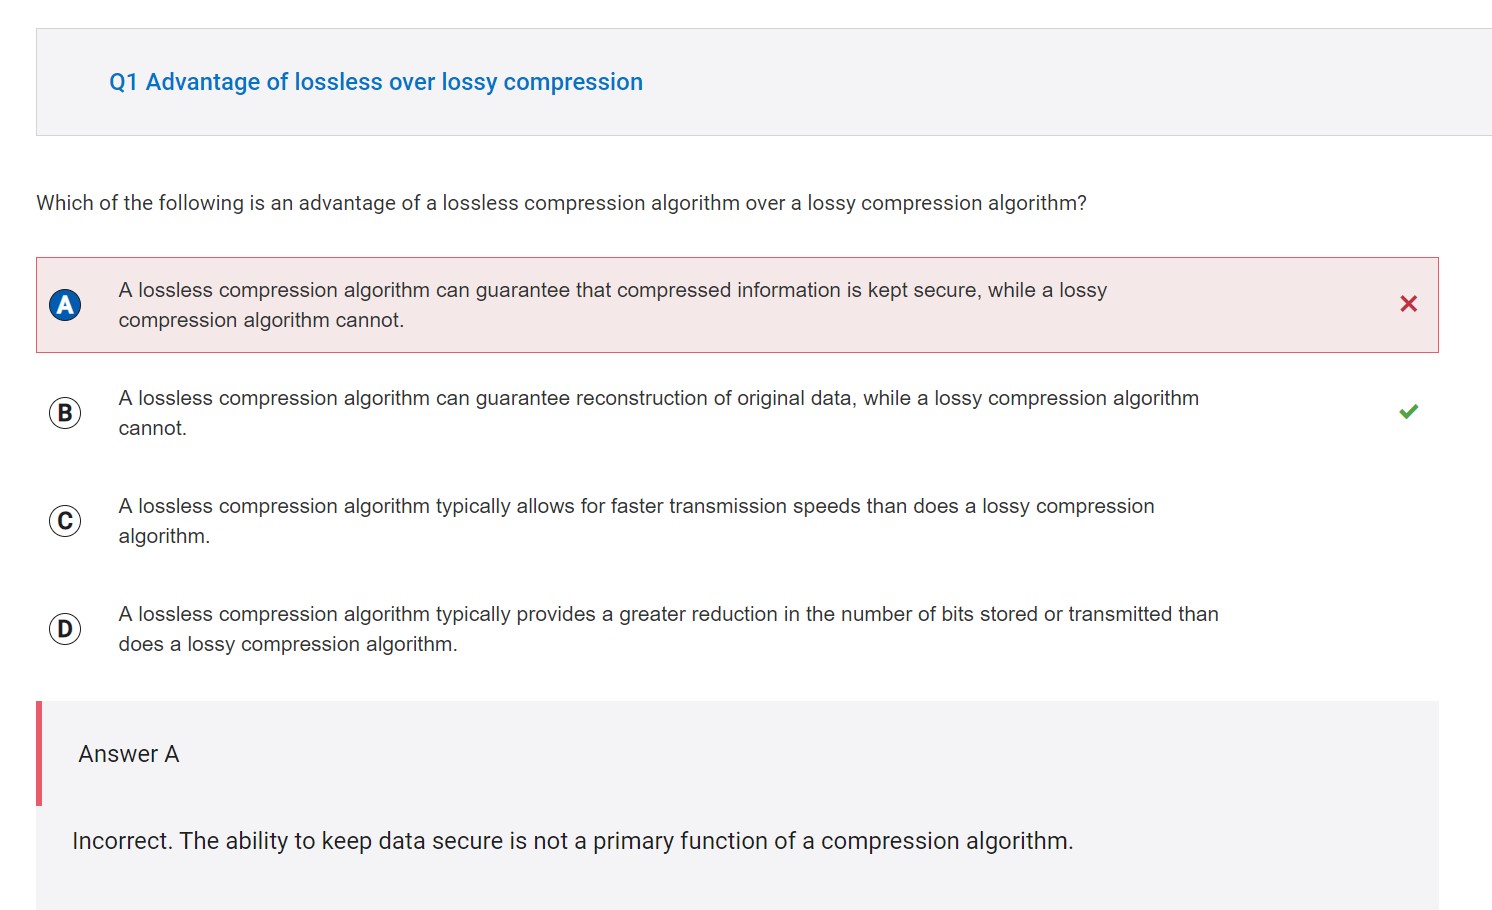 Q1 Advantage of lossless over lossy compression
Which of the following is an advantage of a lossless compression algorithm over a lossy compression algorithm?
A
A lossless compression algorithm can guarantee that compressed information is kept secure, while a lossy
compression algorithm cannot.
B
A lossless compression algorithm can guarantee reconstruction of original data, while a lossy compression algorithm
cannot.
C
A lossless compression algorithm typically allows for faster transmission speeds than does a lossy compression
algorithm.
D
A lossless compression algorithm typically provides a greater reduction in the number of bits stored or transmitted than
does a lossy compression algorithm.
Answer A
Incorrect. The ability to keep data secure is not a primary function of a compression algorithm.